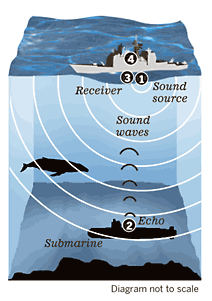 4
3 1
Receiver Sound
source
Sound
waves
2 Echo
Submarine
Diagram not to scale